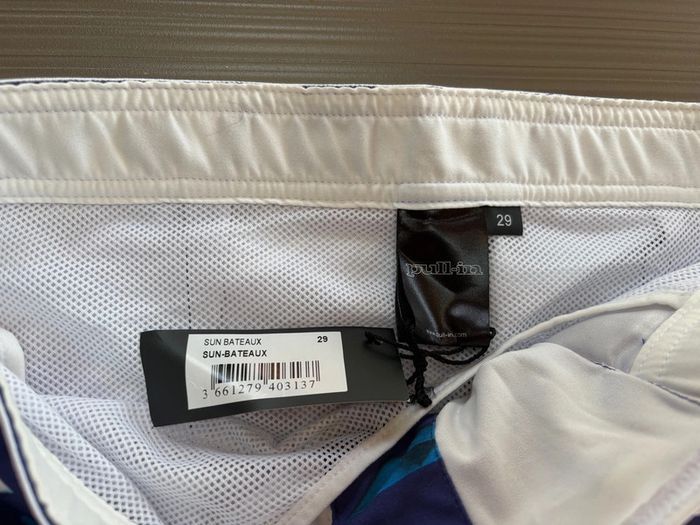 29
pull-in
SUN BATEAUX 29
SUN-BATEAUX
3 661279 403137